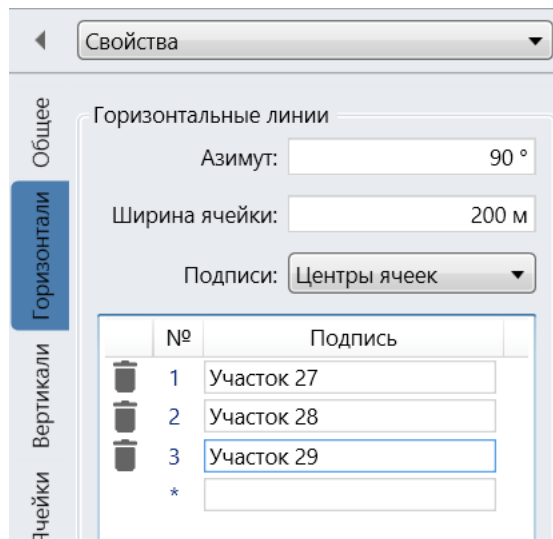 Свойства
Общее
Горизонтали
Вертикали
Ячейки
Горизонтальные линии
Азимут: 90 °
Ширина ячейки: 200 м
Подписи: Центры ячеек
№ Подпись
1 Участок 27
2 Участок 28
3 Участок 29
*